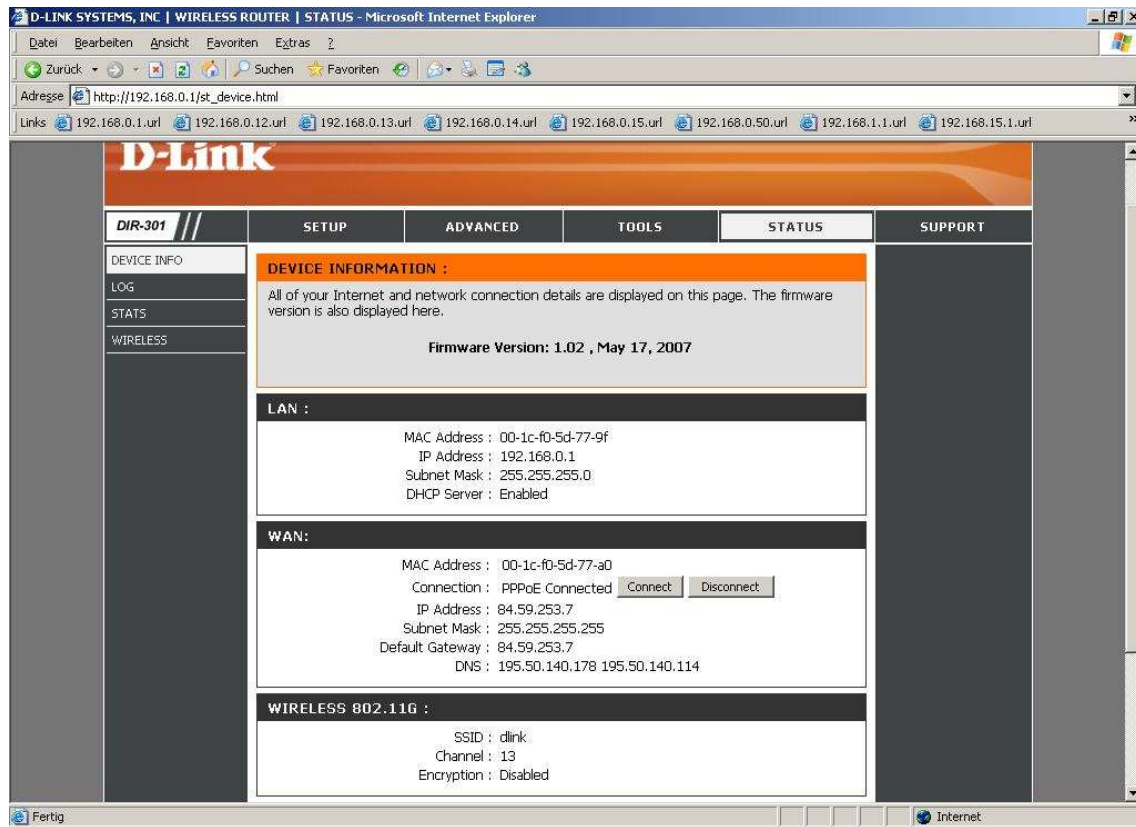 D-LINK SYSTEMS, INC | WIRELESS ROUTER | STATUS - Microsoft Internet Explorer
Datei Bearbeiten Ansicht Favoriten Extras ?
Zurück Suchen Favoriten
Adresse http://192.168.0.1/st_device.html
Links 192.168.0.1.url 192.168.0.12.url 192.168.0.13.url 192.168.0.14.url 192.168.0.15.url 192.168.0.50.url 192.168.1.1.url 192.168.15.1.url »
D-Link
DIR-301 // SETUP ADVANCED TOOLS STATUS SUPPORT
DEVICE INFO
LOG
STATS
WIRELESS
DEVICE INFORMATION :
All of your Internet and network connection details are displayed on this page. The firmware
version is also displayed here.
Firmware Version: 1.02 , May 17, 2007
LAN :
MAC Address : 00-1c-f0-5d-77-9f
IP Address : 192.168.0.1
Subnet Mask : 255.255.255.0
DHCP Server : Enabled
WAN:
MAC Address : 00-1c-f0-5d-77-a0
Connection : PPPoE Connected Connect Disconnect
IP Address : 84.59.253.7
Subnet Mask : 255.255.255.255
Default Gateway : 84.59.253.7
DNS : 195.50.140.178 195.50.140.114
WIRELESS 802.11G :
SSID : dlink
Channel : 13
Encryption : Disabled
Fertig Internet